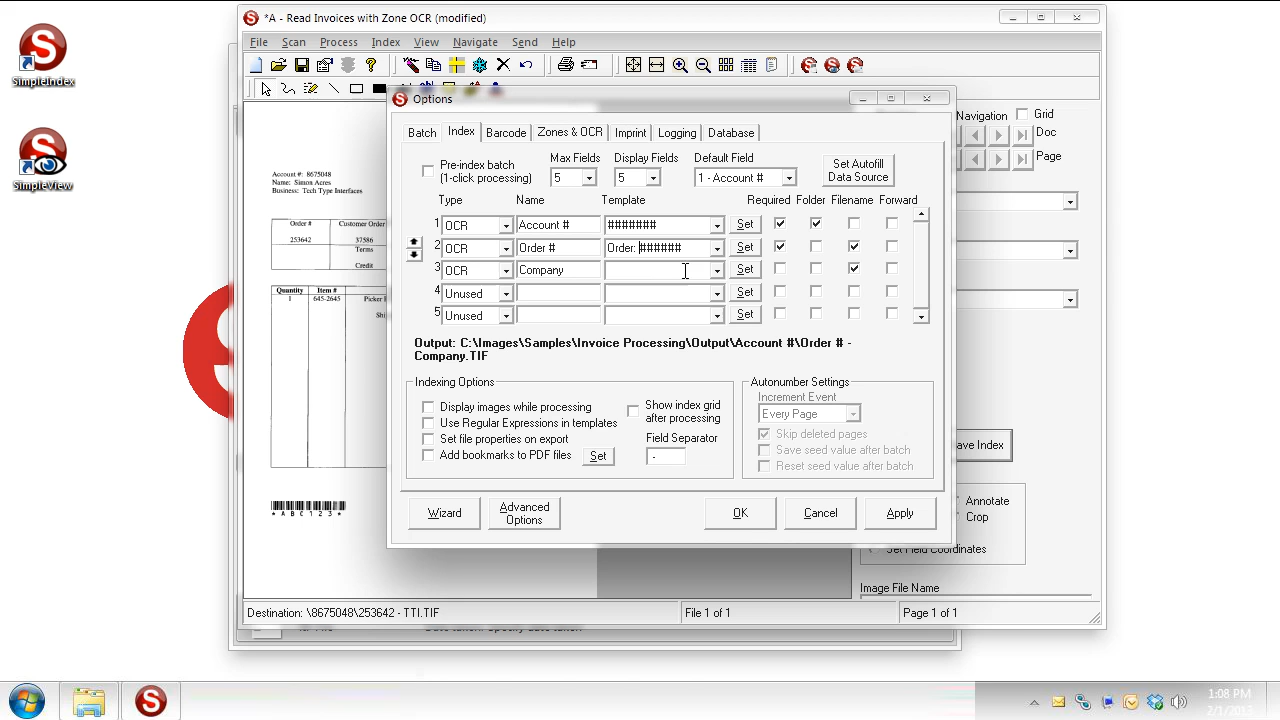 *A - Read Invoices with Zone OCR (modified)
File Scan Process Index View Navigate Send Help
SimpleIndex
SimpleView
Options
Batch Index Barcode Zones & OCR Imprint Logging Database
Pre-index batch
(1-click processing)
Max Fields Display Fields Default Field
5 5 1 - Account #
Set Autofill
Data Source
Type Name Template Required Folder Filename Forward
1 OCR Account # ######## Set
2 OCR Order # Order: ###### Set
3 OCR Company Set
4 Unused Set
5 Unused Set
Output: C:\Images\Samples\Invoice Processing\Output\Account #\Order # -
Company.TIF
Indexing Options
Display images while processing
Use Regular Expressions in templates
Set file properties on export
Add bookmarks to PDF files Set
Show index grid
after processing
Field Separator
-
Autonumber Settings
Increment Event
Every Page
Skip deleted pages
Save seed value after batch
Reset seed value after batch
Wizard
Advanced
Options
OK Cancel Apply
Account #: 8675048
Name: Simon Acres
Business: Tech Type Interfaces
Order # Customer Order
253642 37586
Terms
Credit
Quantity Item #
1 645-2645 Picker
*ABC123*
Navigation Grid
Doc
Page
ave Index
Annotate
Crop
Set Field Coordinates
Image File Name
Destination: \8675048\253642 - TTI.TIF File 1 of 1 Page 1 of 1
1:08 PM
2/1/2013